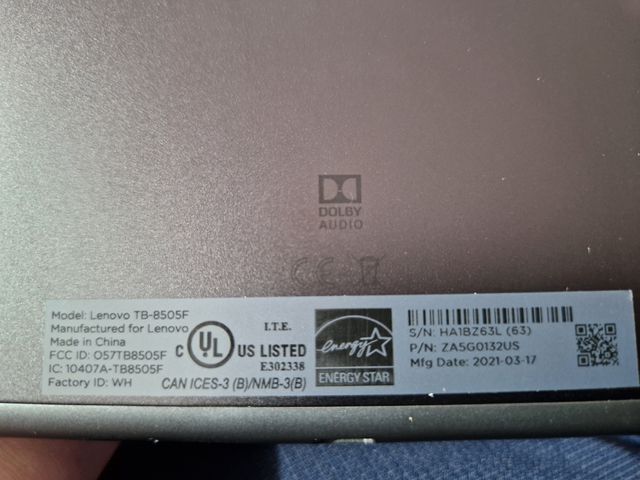 DOLBY
AUDIO
Model: Lenovo TB-8505F
Manufactured for Lenovo
Made in China
FCC ID: O57TB8505F
IC: 10407A-TB8505F
Factory ID: WH
C UL US LISTED
I.T.E.
E302338
CAN ICES-3 (B)/NMB-3(B)
energy
ENERGY STAR
S/N: HA1BZ63L (63)
P/N: ZA5G0132US
Mfg Date: 2021-03-17